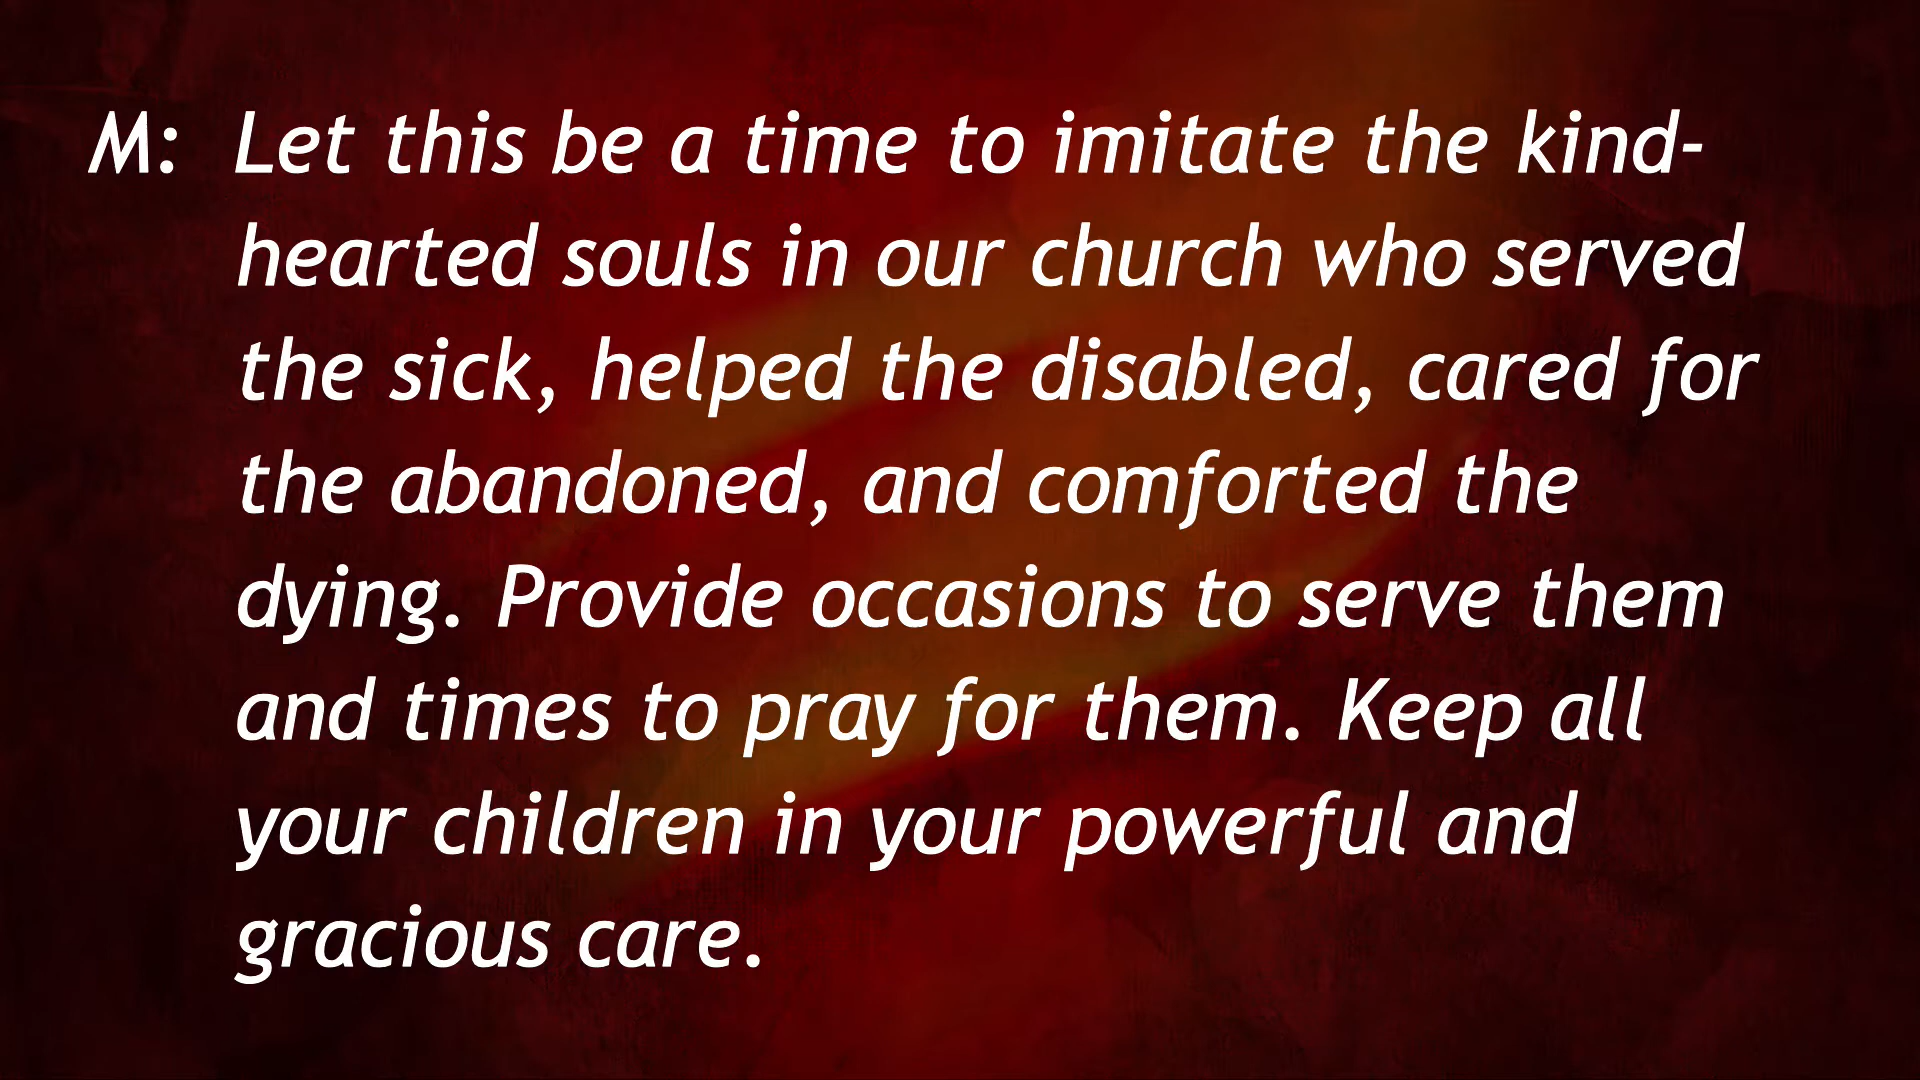 M: Let this be a time to imitate the kind-
hearted souls in our church who served
the sick, helped the disabled, cared for
the abandoned, and comforted the
dying. Provide occasions to serve them
and times to pray for them. Keep all
your children in your powerful and
gracious care.